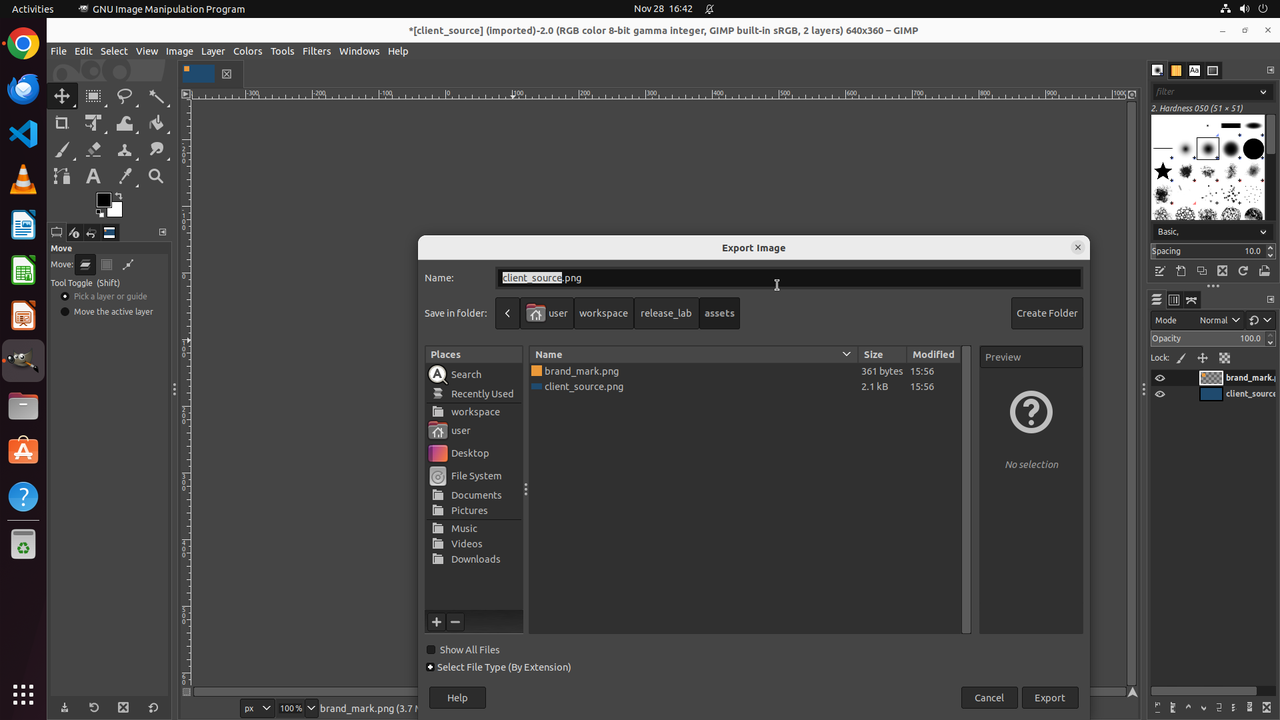 Activities
GNU Image Manipulation Program
Nov 28 16:42
*[client_source] (imported)-2.0 (RGB color 8-bit gamma integer, GIMP built-in sRGB, 2 layers) 640x360 – GIMP
File Edit Select View Image Layer Colors Tools Filters Windows Help
filter
2. Hardness 050 (51 × 51)
Basic,
Spacing 10.0
Move
Move:
Tool Toggle (Shift)
Pick a layer or guide
Move the active layer
Mode Normal
Opacity 100.0
Lock:
brand_mark.
client_source
Export Image
Name: client_source.png
Save in folder: user workspace release_lab assets
Create Folder
Places
Search
Recently Used
workspace
user
Desktop
File System
Documents
Pictures
Music
Videos
Downloads
Name Size Modified
brand_mark.png 361 bytes 15:56
client_source.png 2.1 kB 15:56
Preview
No selection
Show All Files
Select File Type (By Extension)
Help
Cancel
Export
px
100 %
brand_mark.png (3.7